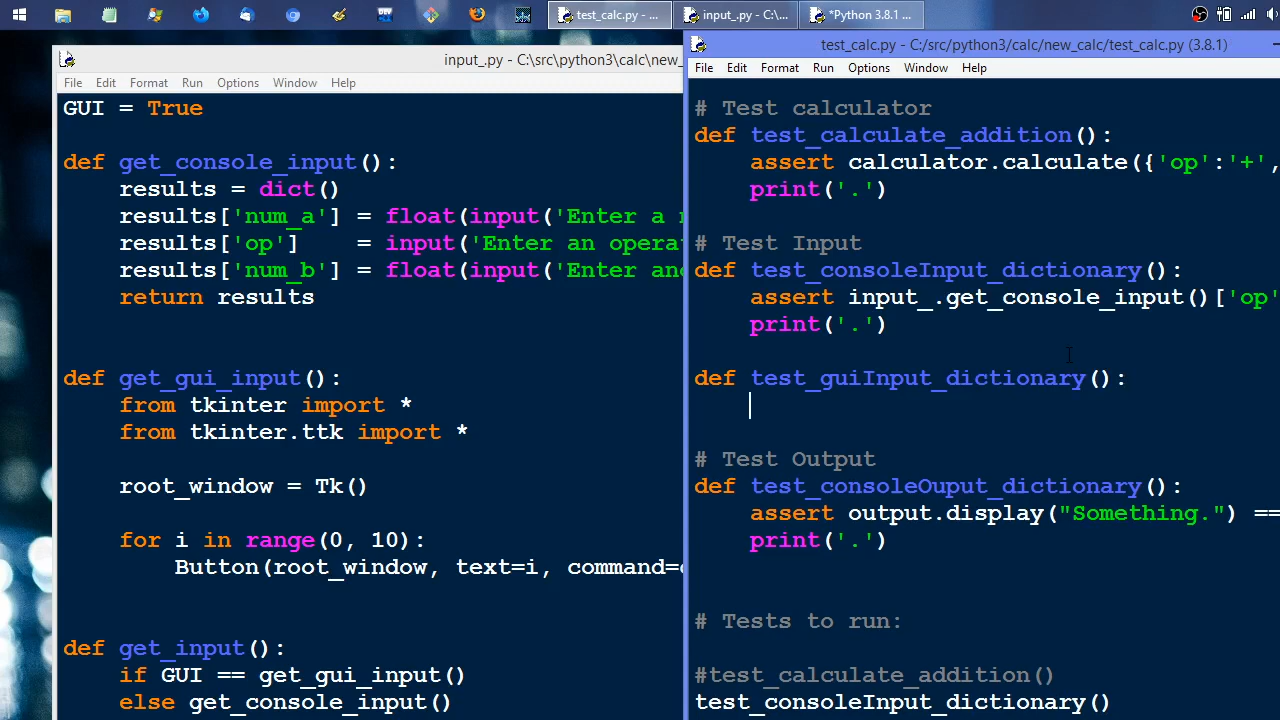 test_calc.py - ...
input_.py - C:\...
*Python 3.8.1 ...
input_.py - C:\src\python3\calc\new_
File Edit Format Run Options Window Help
GUI = True
def get_console_input():
results = dict()
results['num_a'] = float(input('Enter a
results['op'] = input('Enter an opera
results['num_b'] = float(input('Enter
return results
def get_gui_input():
from tkinter import *
from tkinter.ttk import *
root_window = Tk()
for i in range(0, 10):
Button(root_window, text=i, command=
def get_input():
if GUI == get_gui_input()
else get_console_input()
test_calc.py - C:/src/python3/calc/new_calc/test_calc.py (3.8.1)
File Edit Format Run Options Window Help
# Test calculator
def test_calculate_addition():
assert calculator.calculate({'op':'+',
print('.')
# Test Input
def test_consoleInput_dictionary():
assert input_.get_console_input()['op'
print('.')
def test_guiInput_dictionary():
# Test Output
def test_consoleOuput_dictionary():
assert output.display("Something.") ==
print('.')
# Tests to run:
#test_calculate_addition()
test_consoleInput_dictionary()